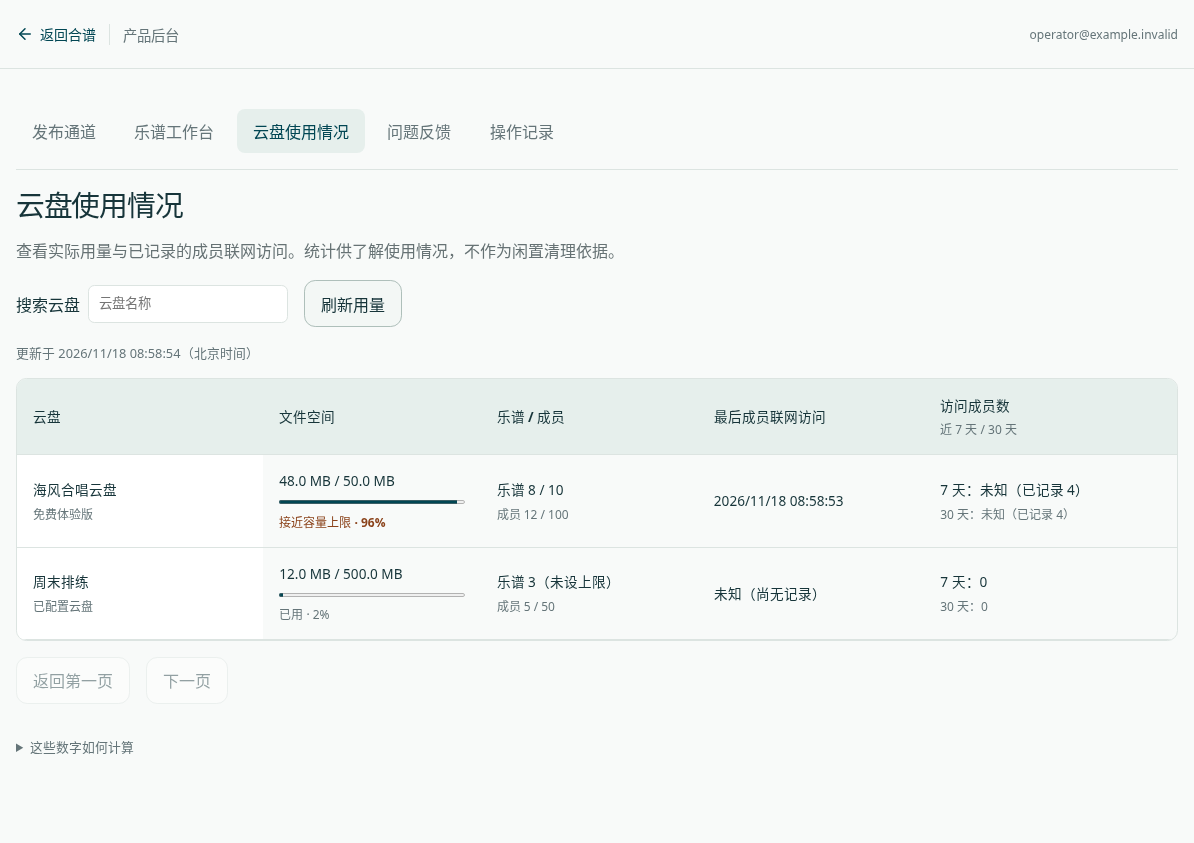 返回合谱
产品后台
operator@example.invalid
发布通道
乐谱工作台
云盘使用情况
问题反馈
操作记录
云盘使用情况
查看实际用量与已记录的成员联网访问。统计供了解使用情况，不作为闲置清理依据。
搜索云盘
云盘名称
刷新用量
更新于 2026/11/18 08:58:54（北京时间）
云盘
文件空间
乐谱 / 成员
最后成员联网访问
访问成员数
近 7 天 / 30 天
海风合唱云盘
免费体验版
48.0 MB / 50.0 MB
接近容量上限 · 96%
乐谱 8 / 10
成员 12 / 100
2026/11/18 08:58:53
7 天：未知（已记录 4）
30 天：未知（已记录 4）
周末排练
已配置云盘
12.0 MB / 500.0 MB
已用 · 2%
乐谱 3（未设上限）
成员 5 / 50
未知（尚无记录）
7 天：0
30 天：0
返回第一页
下一页
这些数字如何计算